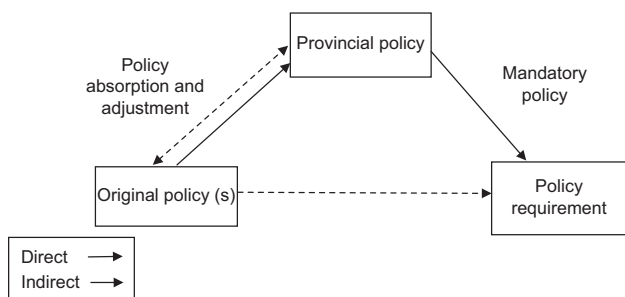 Provincial policy
Policy
absorption and
adjustment
Mandatory
policy
Original policy (s)
Policy
requirement
Direct
Indirect